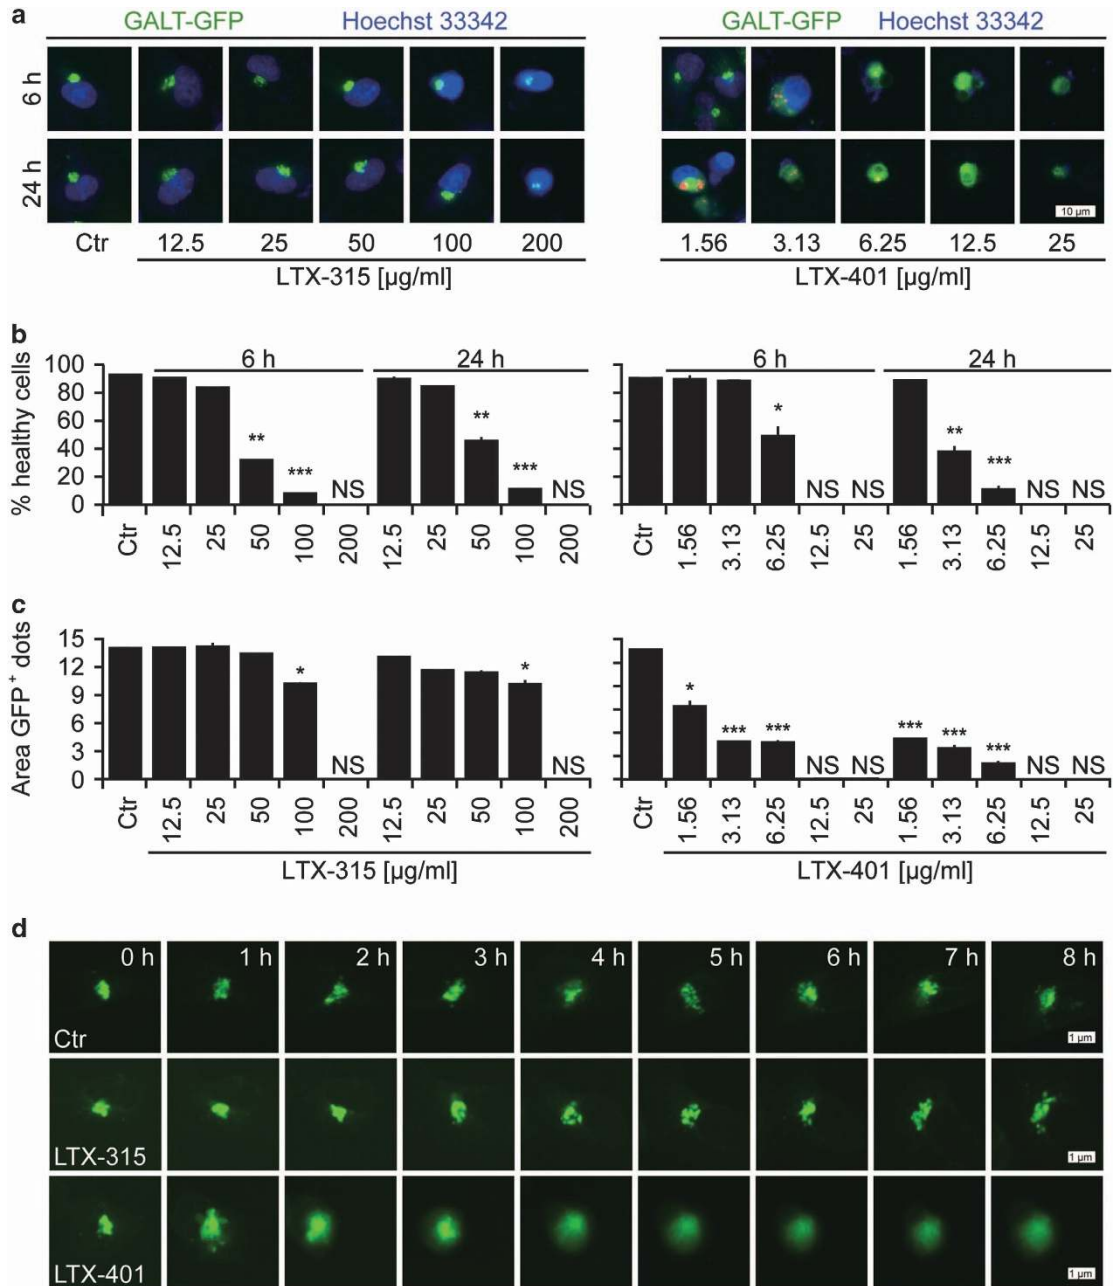 a
GALT-GFP Hoechst 33342 GALT-GFP Hoechst 33342
6 h
24 h
10 µm
Ctr 12.5 25 50 100 200 1.56 3.13 6.25 12.5 25
LTX-315 [µg/ml] LTX-401 [µg/ml]
b
% healthy cells
100
80
60
40
20
0
6 h 24 h 6 h 24 h
** *** NS ** *** NS * NS NS ** *** NS NS
Ctr 12.5 25 50 100 200 12.5 25 50 100 200 Ctr 1.56 3.13 6.25 12.5 25 1.56 3.13 6.25 12.5 25
c
Area GFP+ dots
15
12
9
6
3
0
* NS * NS * *** *** NS NS *** *** *** NS NS
Ctr 12.5 25 50 100 200 12.5 25 50 100 200 Ctr 1.56 3.13 6.25 12.5 25 1.56 3.13 6.25 12.5 25
LTX-315 [µg/ml] LTX-401 [µg/ml]
d
0 h 1 h 2 h 3 h 4 h 5 h 6 h 7 h 8 h
Ctr 1 µm
LTX-315 1 µm
LTX-401 1 µm